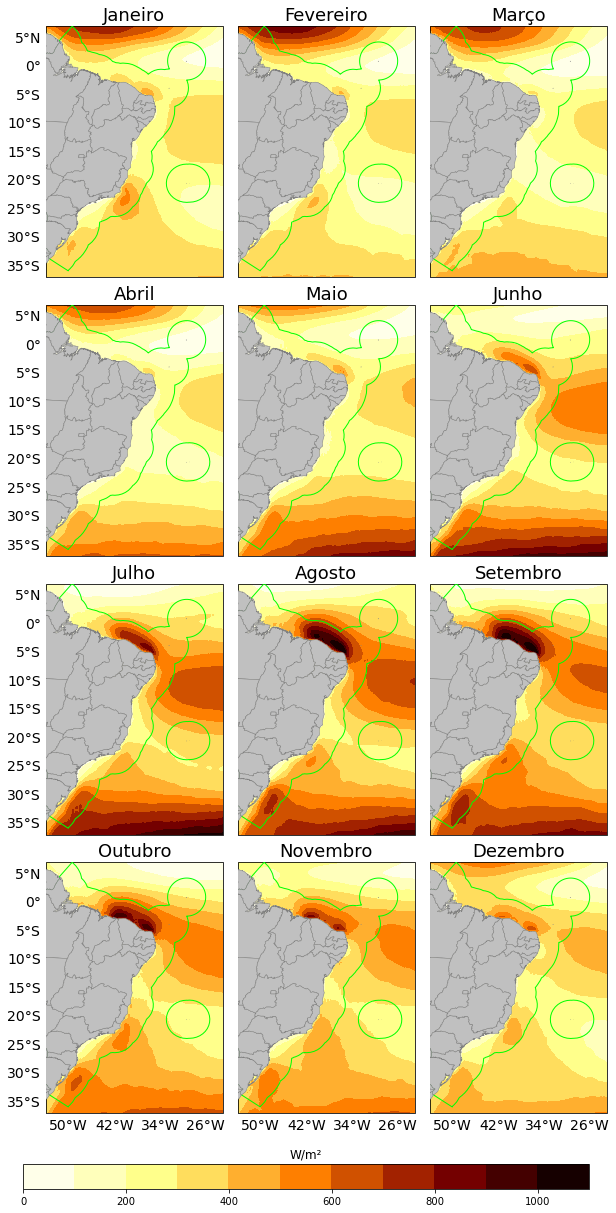 Janeiro Fevereiro Março
5°N
0°
5°S
10°S
15°S
20°S
25°S
30°S
35°S
Abril Maio Junho
5°N
0°
5°S
10°S
15°S
20°S
25°S
30°S
35°S
Julho Agosto Setembro
5°N
0°
5°S
10°S
15°S
20°S
25°S
30°S
35°S
Outubro Novembro Dezembro
5°N
0°
5°S
10°S
15°S
20°S
25°S
30°S
35°S
50°W 42°W 34°W 26°W 50°W 42°W 34°W 26°W 50°W 42°W 34°W 26°W
W/m²
0 200 400 600 800 1000